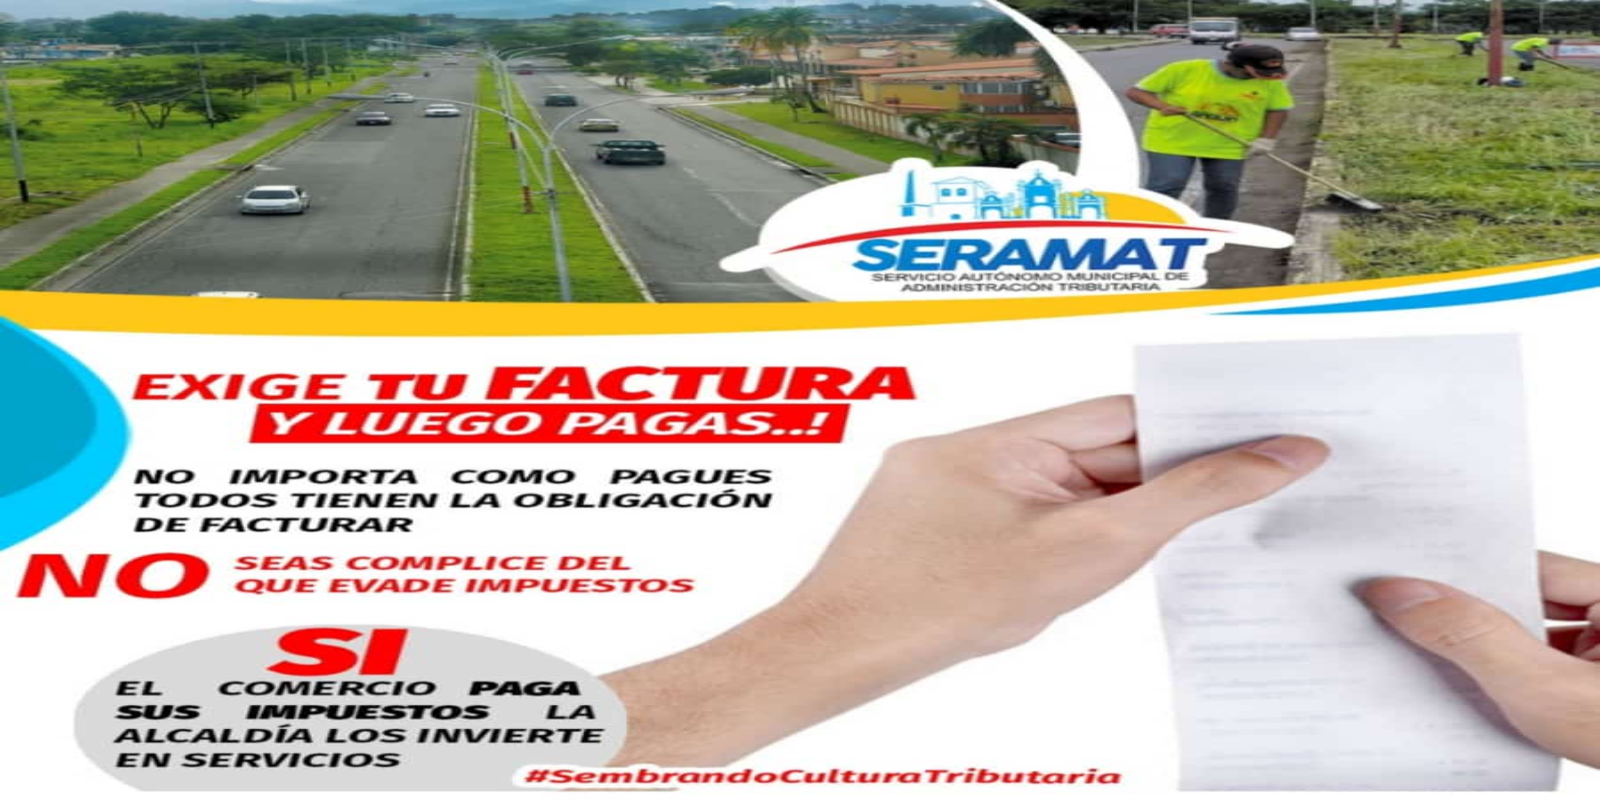 SERAMAT
SERVICIO AUTÓNOMO MUNICIPAL DE
ADMINISTRACIÓN TRIBUTARIA
EXIGE TU FACTURA
Y LUEGO PAGAS..!
NO IMPORTA COMO PAGUES
TODOS TIENEN LA OBLIGACIÓN
DE FACTURAR
NO SEAS COMPLICE DEL
QUE EVADE IMPUESTOS
SI
EL COMERCIO PAGA
SUS IMPUESTOS LA
ALCALDÍA LOS INVIERTE
EN SERVICIOS
#SembrandoCulturaTributaria